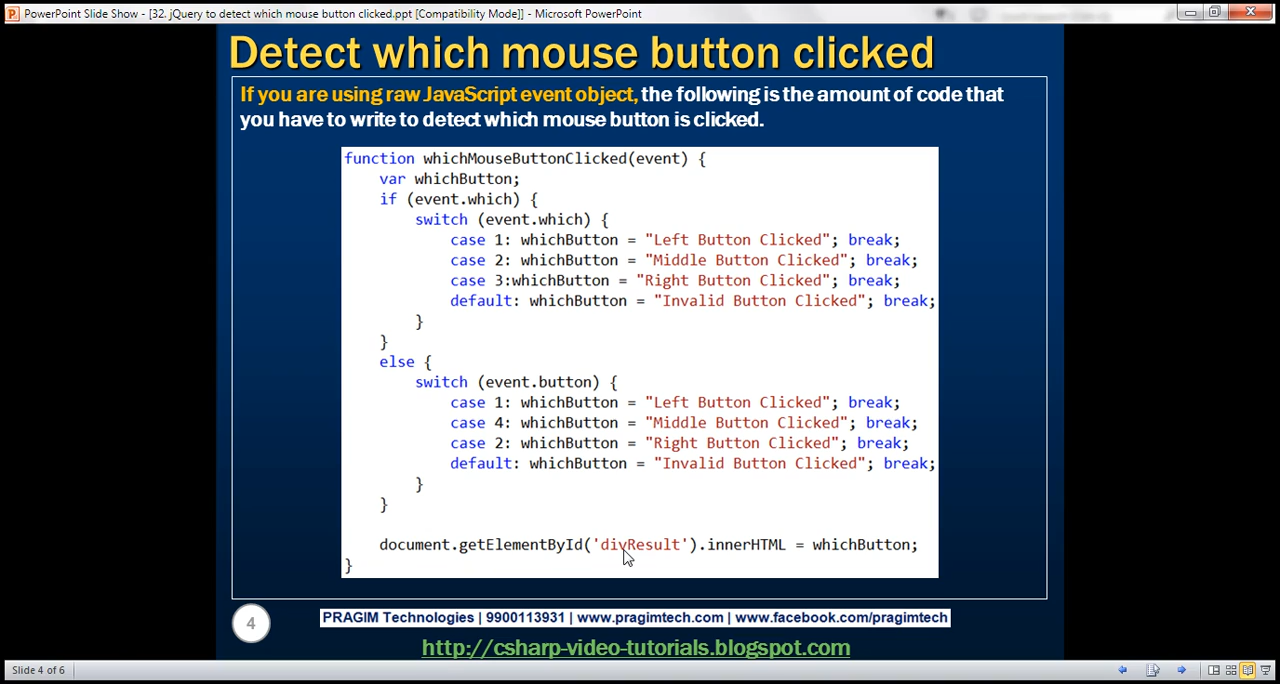 PowerPoint Slide Show - [32. jQuery to detect which mouse button clicked.ppt [Compatibility Mode]] - Microsoft PowerPoint
Detect which mouse button clicked
If you are using raw JavaScript event object, the following is the amount of code that
you have to write to detect which mouse button is clicked.
function whichMouseButtonClicked(event) {
var whichButton;
if (event.which) {
switch (event.which) {
case 1: whichButton = "Left Button Clicked"; break;
case 2: whichButton = "Middle Button Clicked"; break;
case 3:whichButton = "Right Button Clicked"; break;
default: whichButton = "Invalid Button Clicked"; break;
}
}
else {
switch (event.button) {
case 1: whichButton = "Left Button Clicked"; break;
case 4: whichButton = "Middle Button Clicked"; break;
case 2: whichButton = "Right Button Clicked"; break;
default: whichButton = "Invalid Button Clicked"; break;
}
}
document.getElementById('divResult').innerHTML = whichButton;
}
4
PRAGIM Technologies | 9900113931 | www.pragimtech.com | www.facebook.com/pragimtech
http://csharp-video-tutorials.blogspot.com
Slide 4 of 6